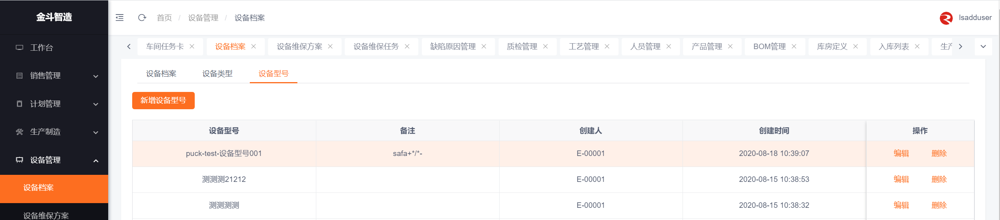 金斗智造
首页 / 设备管理 / 设备档案
lsadduser
工作台
销售管理
计划管理
生产制造
设备管理
设备档案
设备维保方案
车间任务卡 设备档案 设备维保方案 设备维保任务 缺陷原因管理 质检管理 工艺管理 人员管理 产品管理 BOM管理 库房定义 入库列表 生产
设备档案 设备类型 设备型号
新增设备型号
设备型号 备注 创建人 创建时间 操作
puck-test-设备型号001 safa+*/*- E-00001 2020-08-18 10:39:07 编辑 删除
测测测21212 E-00001 2020-08-15 10:38:53 编辑 删除
测测测测 E-00001 2020-08-15 10:38:32 编辑 删除